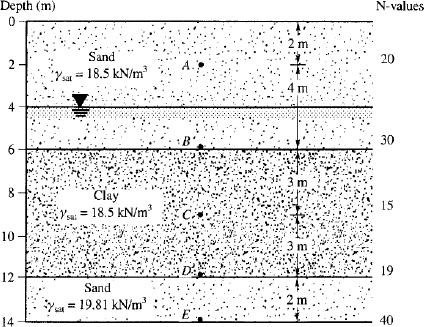 Depth (m)
N-values
0
Sand
γsat = 18.5 kN/m³
2
A
2 m
20
4 m
4
B
30
6
3 m
8
Clay
γsat = 18.5 kN/m³
C
15
10
3 m
D
19
12
Sand
γsat = 19.81 kN/m³
2 m
E
14
40